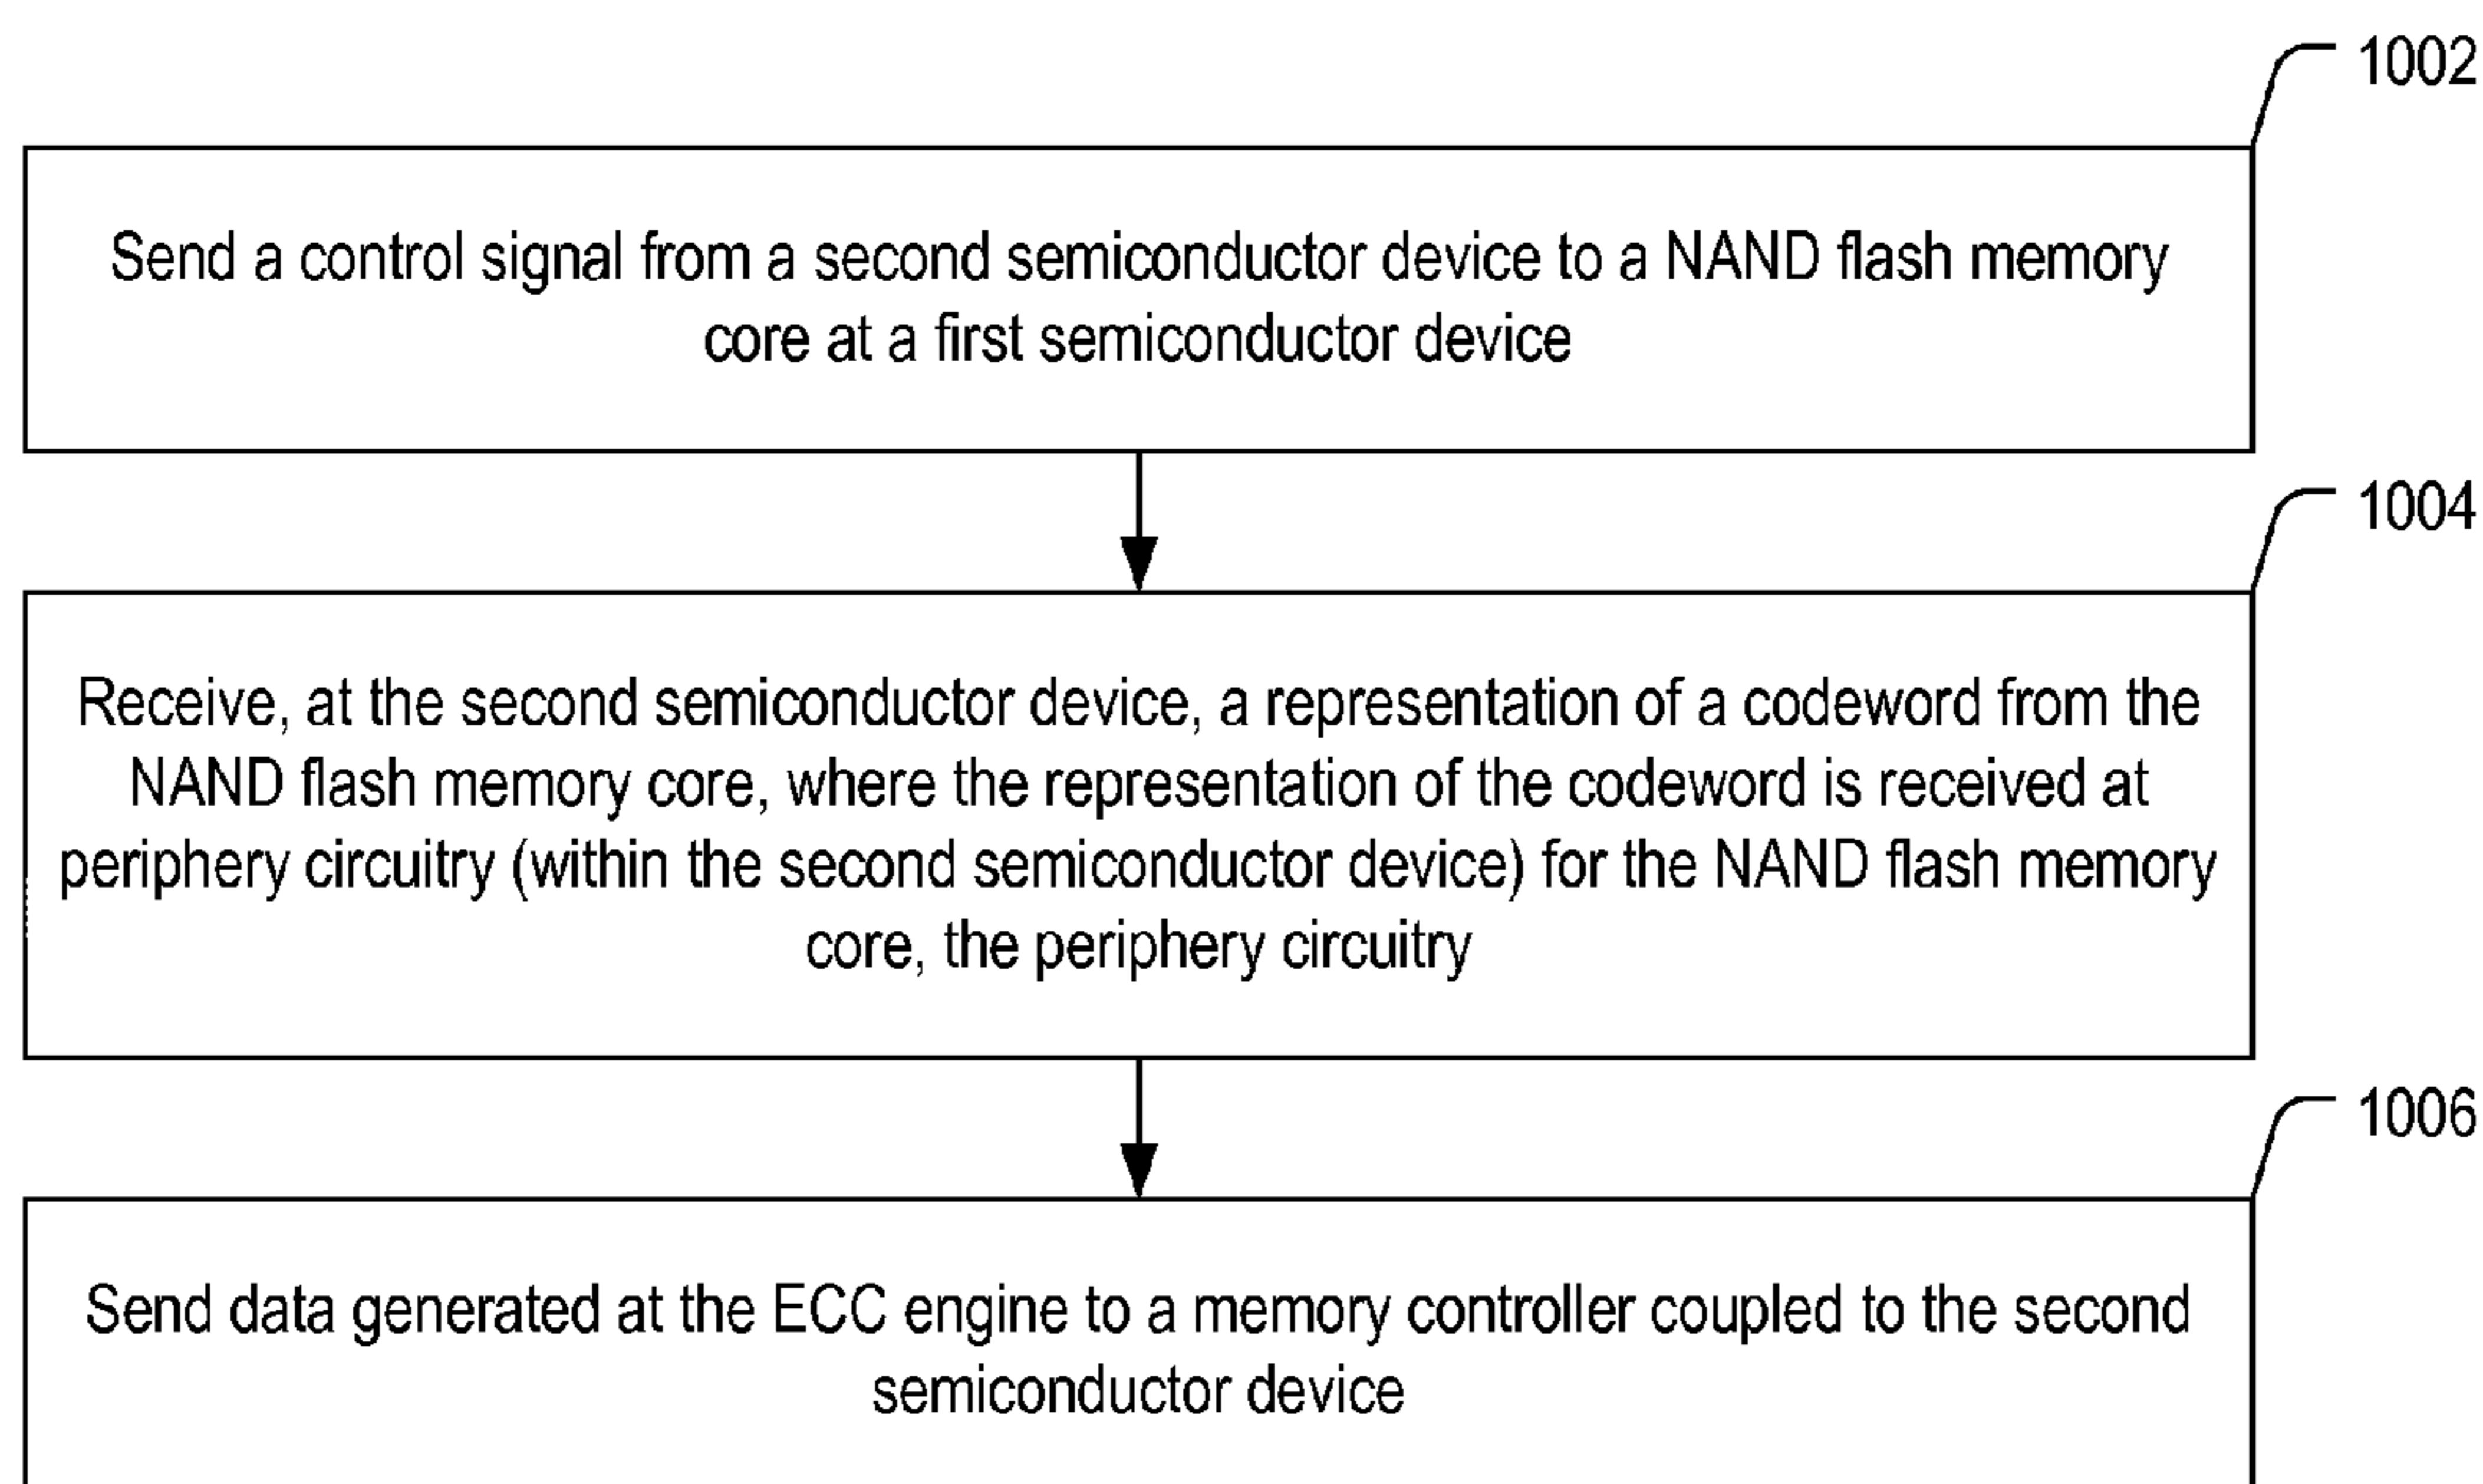 1002
Send a control signal from a second semiconductor device to a NAND flash memory
core at a first semiconductor device
1004
Receive, at the second semiconductor device, a representation of a codeword from the
NAND flash memory core, where the representation of the codeword is received at
periphery circuitry (within the second semiconductor device) for the NAND flash memory
core, the periphery circuitry
1006
Send data generated at the ECC engine to a memory controller coupled to the second
semiconductor device